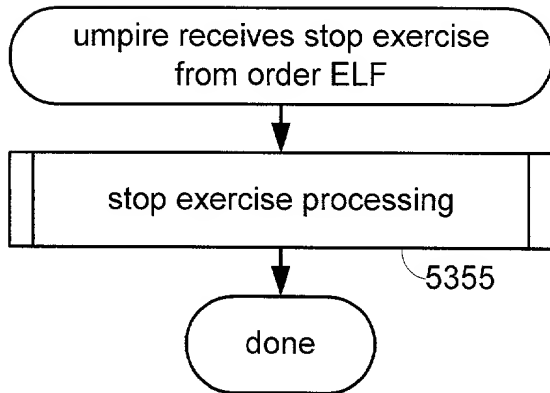 umpire receives stop exercise
from order ELF
stop exercise processing
5355
done